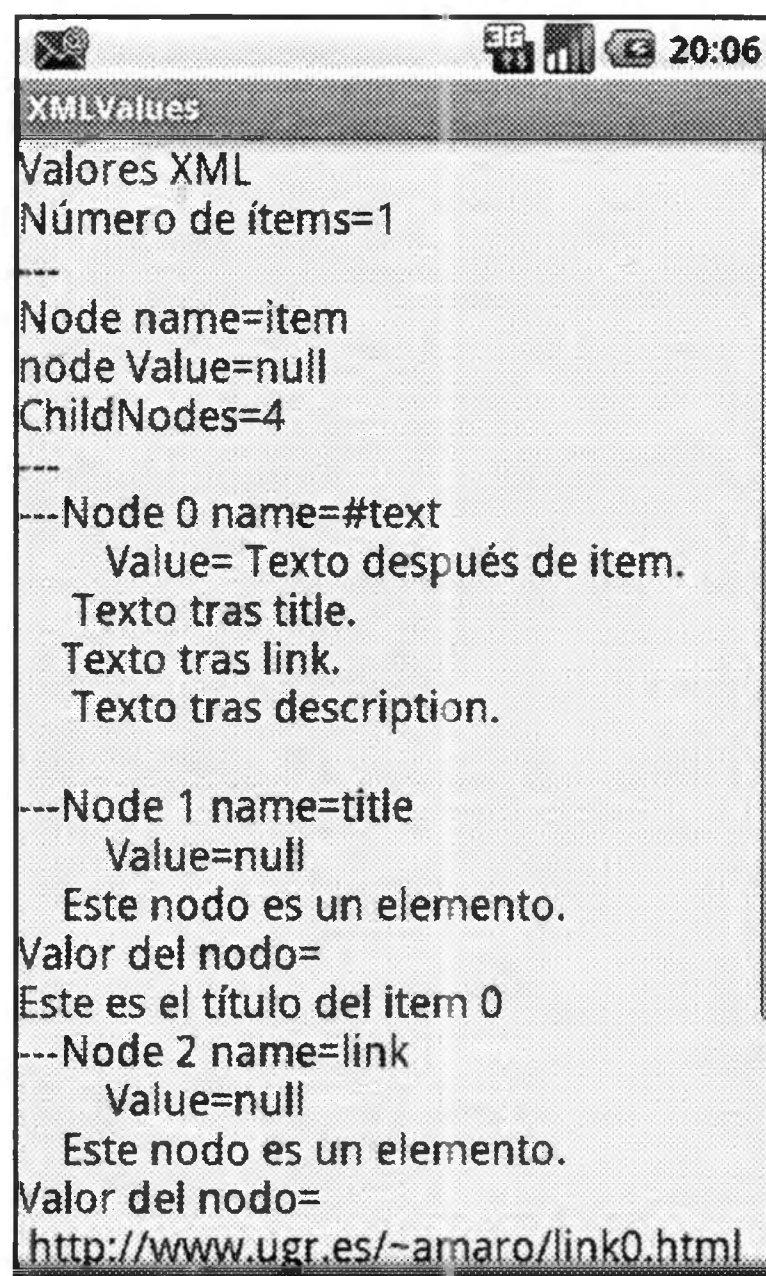 3G 20:06
XMLValues
Valores XML
Número de ítems=1
---
Node name=item
node Value=null
ChildNodes=4
---
---Node 0 name=#text
Value= Texto después de item.
Texto tras title.
Texto tras link.
Texto tras description.
---Node 1 name=title
Value=null
Este nodo es un elemento.
Valor del nodo=
Este es el título del item 0
---Node 2 name=link
Value=null
Este nodo es un elemento.
Valor del nodo=
http://www.ugr.es/~amaro/link0.html